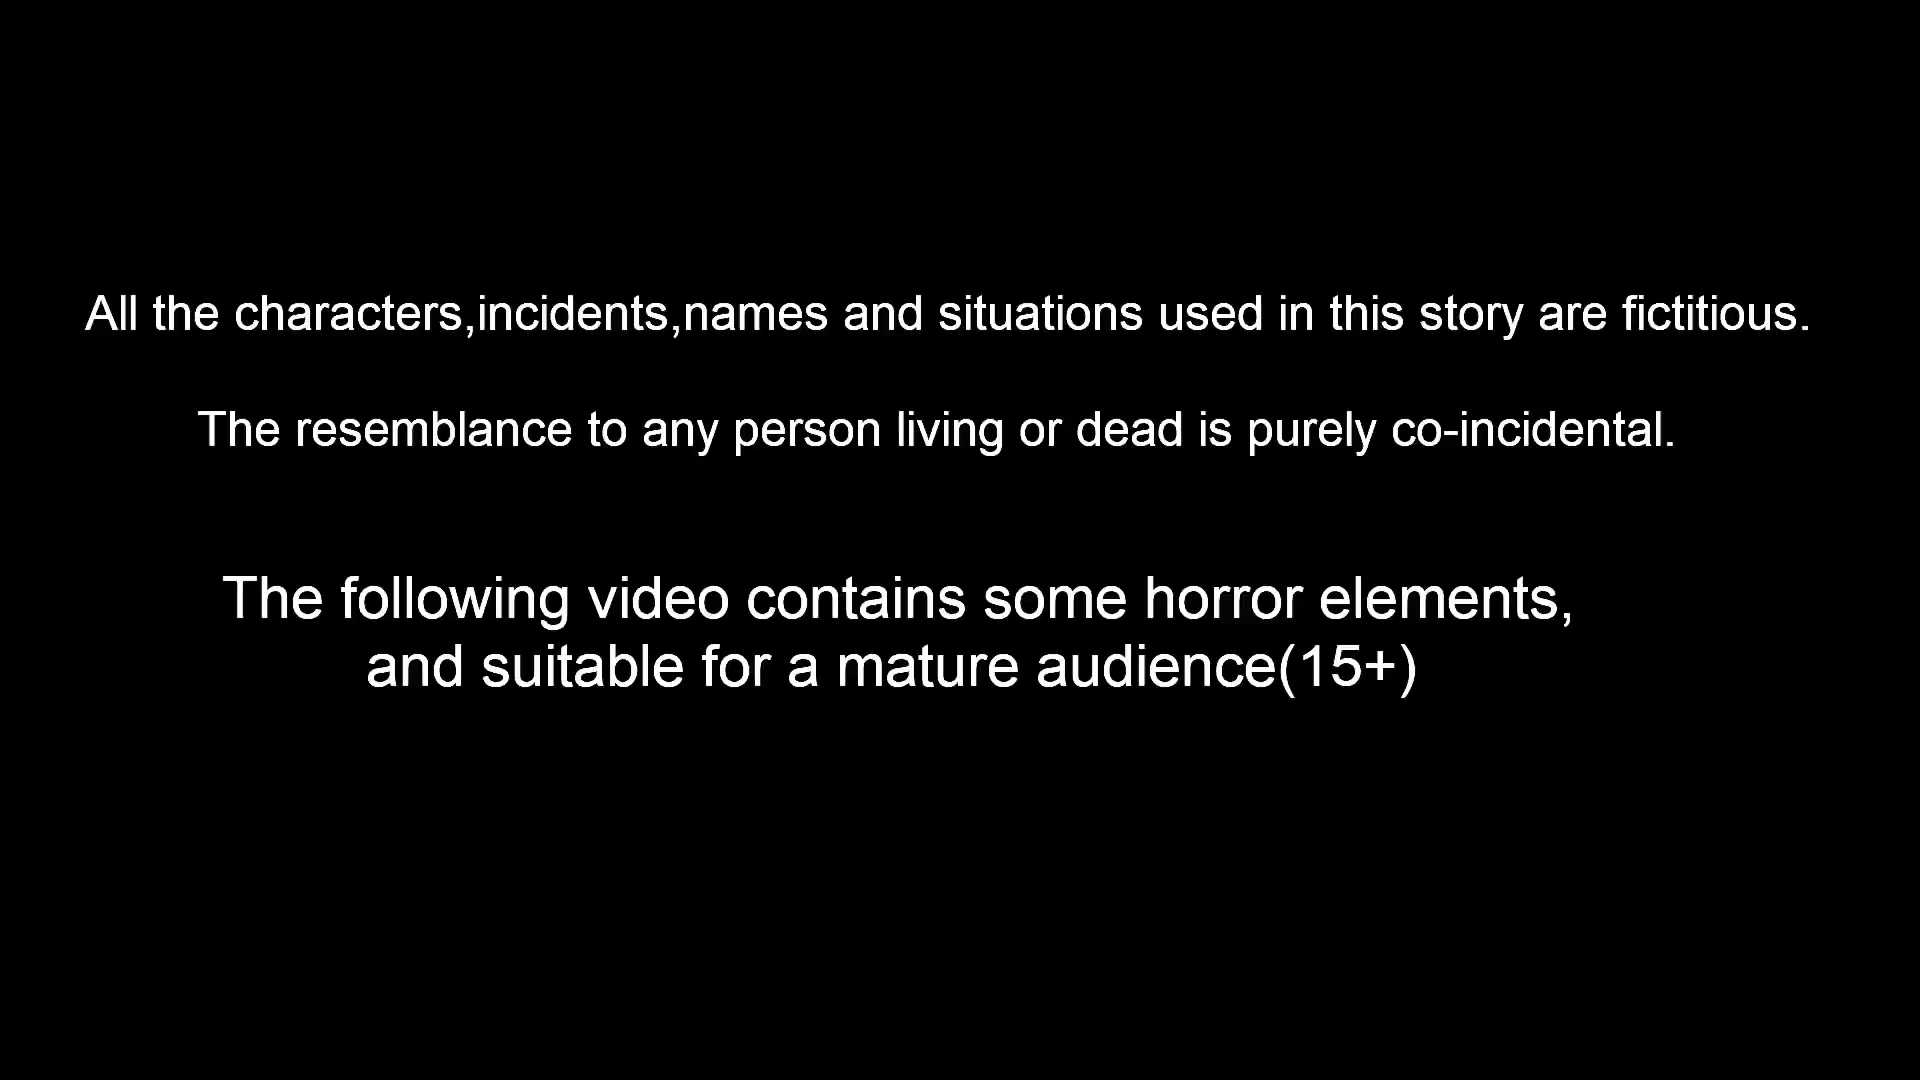 All the characters,incidents,names and situations used in this story are fictitious.
The resemblance to any person living or dead is purely co-incidental.
The following video contains some horror elements,
and suitable for a mature audience(15+)